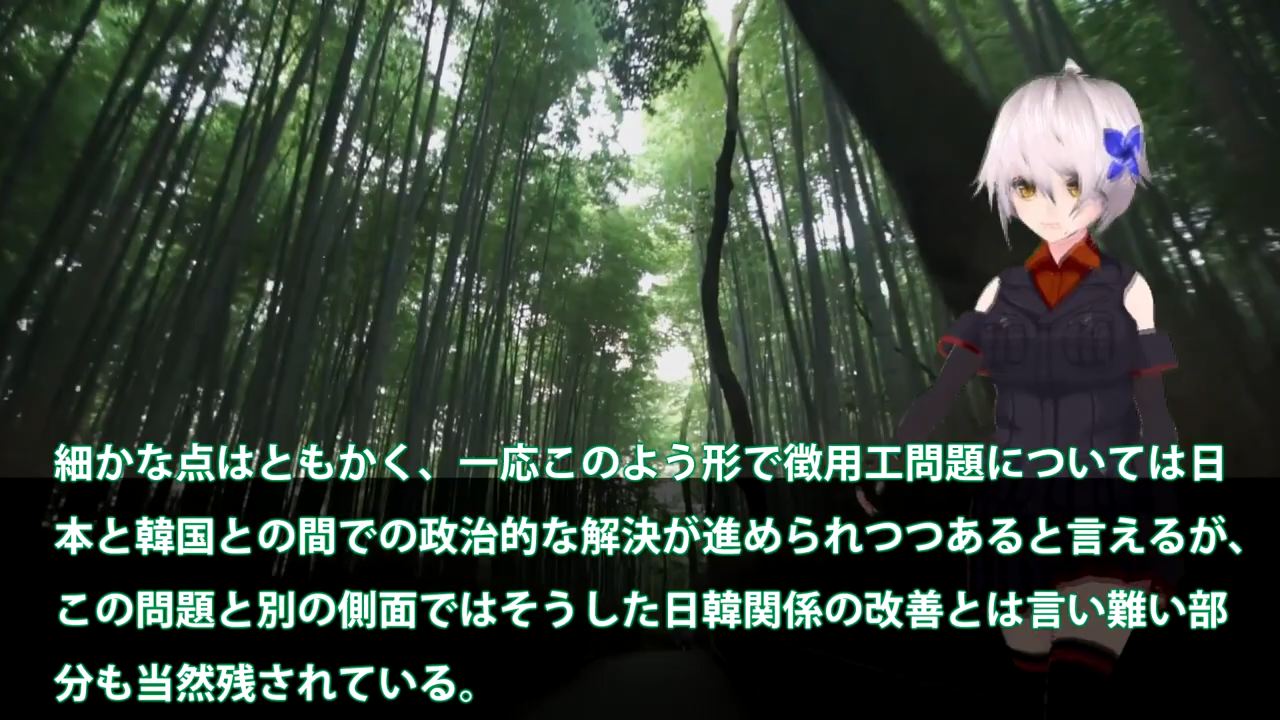 細かな点はともかく、一応このよう形で徴用工問題については日
本と韓国との間での政治的な解決が進められつつあると言えるが、
この問題と別の側面ではそうした日韓関係の改善とは言い難い部
分も当然残されている。